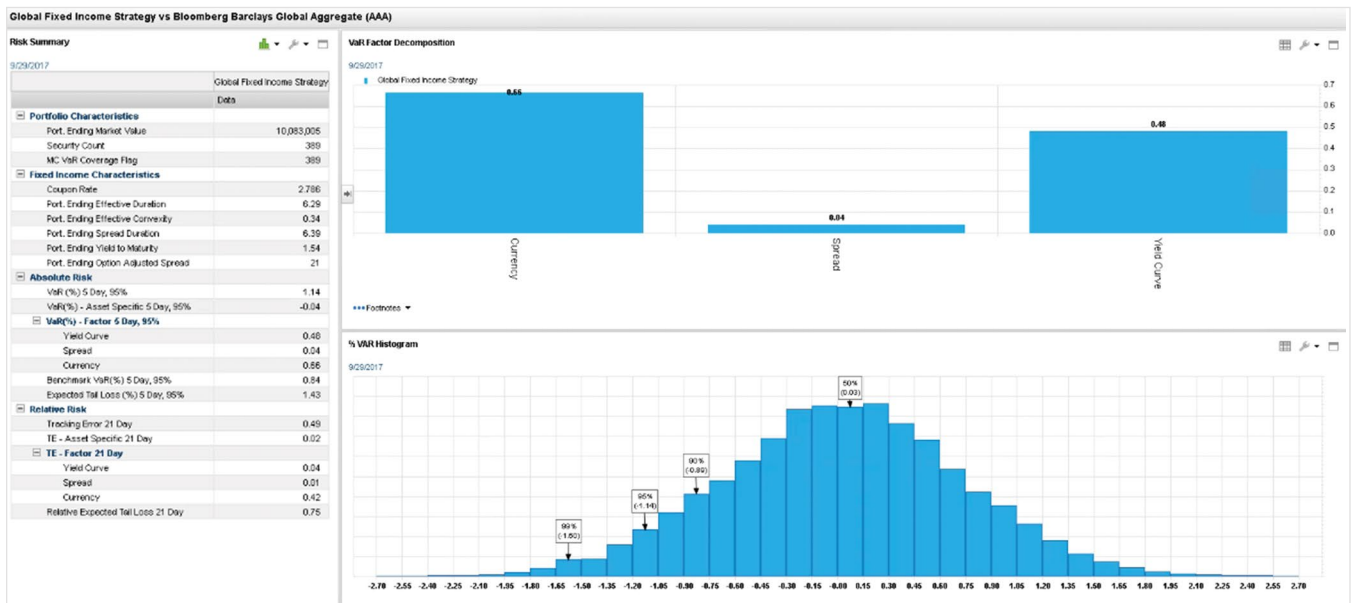 Global Fixed Income Strategy vs Bloomberg Barclays Global Aggregate (AAA)
Risk Summary
9/29/2017
Global Fixed Income Strategy
Data
Portfolio Characteristics
Port. Ending Market Value 10,083,005
Security Count 389
MC VaR Coverage Flag 389
Fixed Income Characteristics
Coupon Rate 2.786
Port. Ending Effective Duration 6.29
Port. Ending Effective Convexity 0.34
Port. Ending Spread Duration 6.39
Port. Ending Yield to Maturity 1.54
Port. Ending Option Adjusted Spread 21
Absolute Risk
VaR (%) 5 Day, 95% 1.14
VaR(%) - Asset Specific 5 Day, 95% -0.04
VaR(%) - Factor 5 Day, 95%
Yield Curve 0.48
Spread 0.04
Currency 0.66
Benchmark VaR(%) 5 Day, 95% 0.84
Expected Tail Loss (%) 5 Day, 95% 1.43
Relative Risk
Tracking Error 21 Day 0.49
TE - Asset Specific 21 Day 0.02
TE - Factor 21 Day
Yield Curve 0.04
Spread 0.01
Currency 0.42
Relative Expected Tail Loss 21 Day 0.75
VaR Factor Decomposition
9/29/2017
Global Fixed Income Strategy
0.7
0.6
0.5
0.4
0.3
0.2
0.1
0.0
0.04
0.48
Currency
Spread
Yield Curve
Footnotes
% VAR Histogram
9/29/2017
50%
(0.03)
90%
95%
(-1.14)
99%
(-1.60)
-2.70 -2.55 -2.40 -2.25 -2.10 -1.95 -1.80 -1.65 -1.50 -1.35 -1.20 -1.05 -0.90 -0.75 -0.60 -0.45 -0.30 -0.15 -0.00 0.15 0.30 0.45 0.60 0.75 0.90 1.05 1.20 1.35 1.50 1.65 1.80 1.95 2.10 2.25 2.40 2.55 2.70